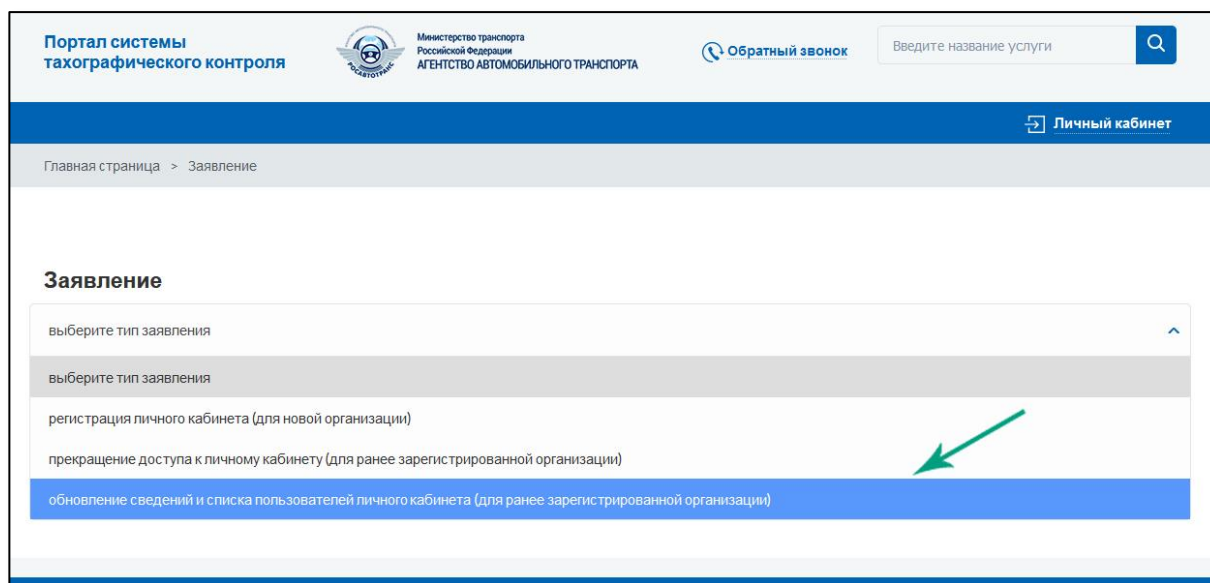 Портал системы
тахографического контроля
РОСАВТОТРАНС
Министерство транспорта
Российской Федерации
АГЕНТСТВО АВТОМОБИЛЬНОГО ТРАНСПОРТА
Обратный звонок
Введите название услуги
Личный кабинет
Главная страница > Заявление
Заявление
выберите тип заявления
выберите тип заявления
регистрация личного кабинета (для новой организации)
прекращение доступа к личному кабинету (для ранее зарегистрированной организации)
обновление сведений и списка пользователей личного кабинета (для ранее зарегистрированной организации)